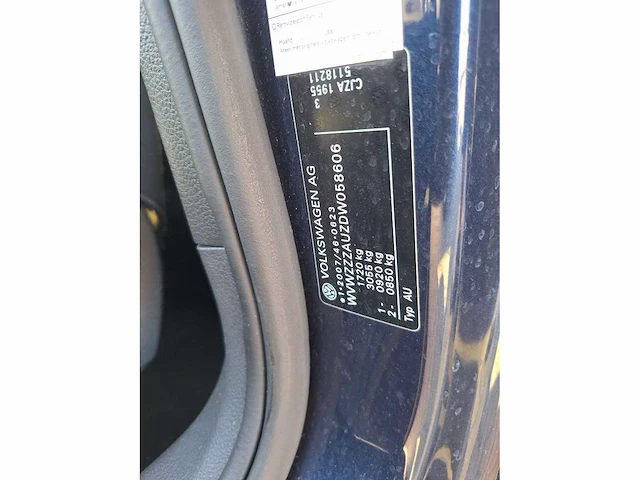 VOLKSWAGEN AG
e1*2007/46*0623
WVWZZZAUZDW058606
1720 kg
3055 kg
1 - 0920 kg
2 - 0850 kg
Typ AU
3
CJZA 1955
5118211